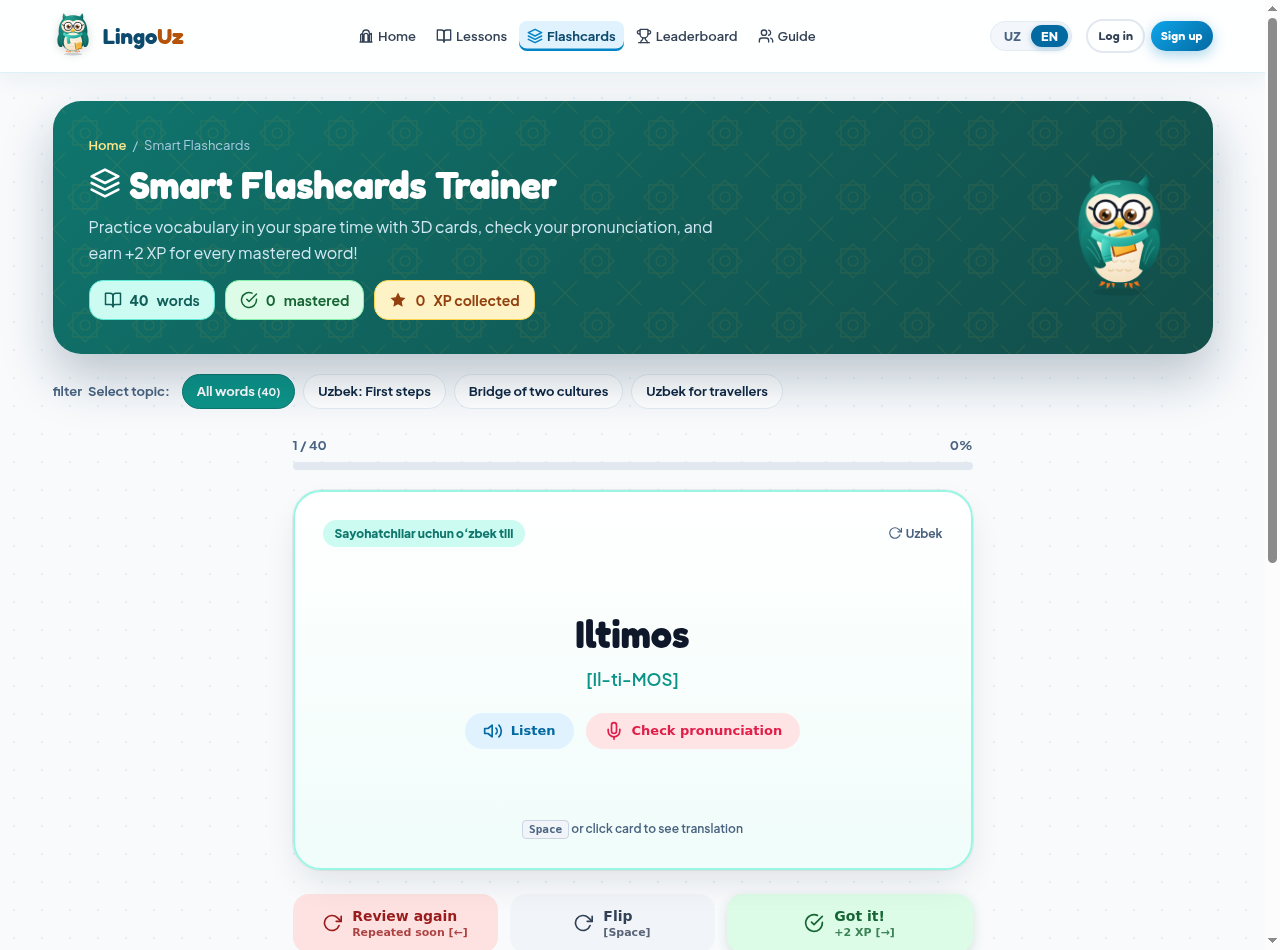 LingoUz
Home
Lessons
Flashcards
Leaderboard
Guide
UZ
EN
Log in
Sign up
Home / Smart Flashcards
Smart Flashcards Trainer
Practice vocabulary in your spare time with 3D cards, check your pronunciation, and
earn +2 XP for every mastered word!
40 words
0 mastered
0 XP collected
filter Select topic:
All words (40)
Uzbek: First steps
Bridge of two cultures
Uzbek for travellers
1 / 40
0%
Sayohatchilar uchun oʻzbek tili
Uzbek
Iltimos
[Il-ti-MOS]
Listen
Check pronunciation
Space or click card to see translation
Review again
Repeated soon [←]
Flip
[Space]
Got it!
+2 XP [→]